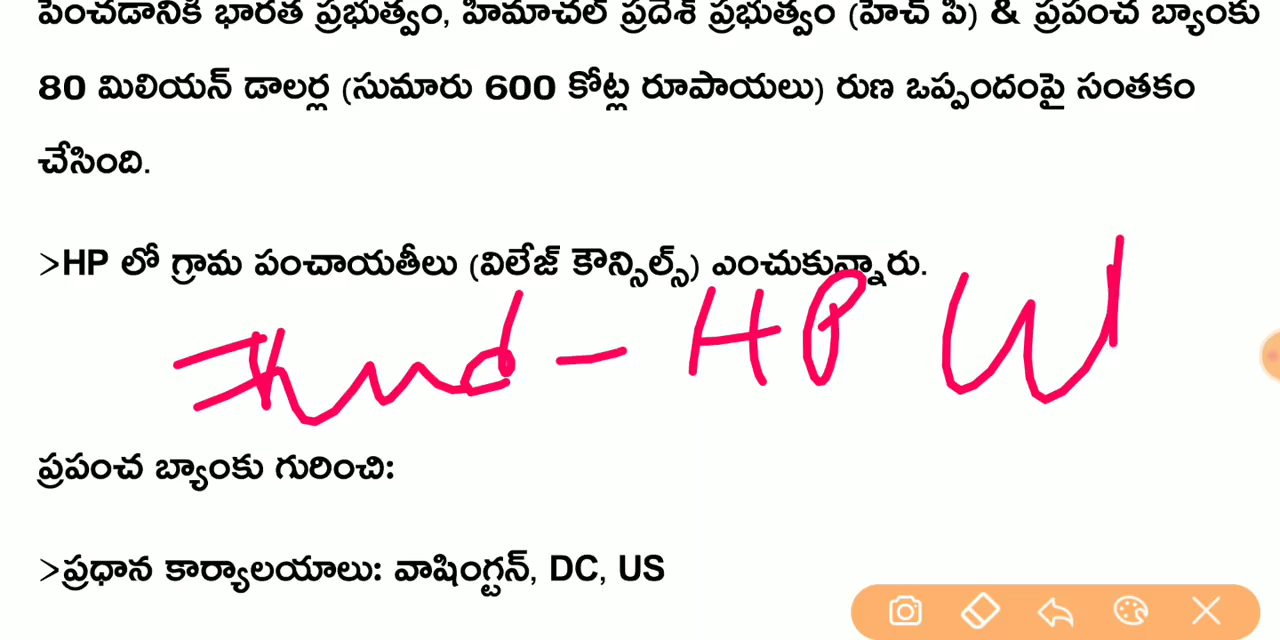 పెంచడానికి భారత ప్రభుత్వం, హిమాచల్ ప్రదేశ్ ప్రభుత్వం (హెచ్ పి) & ప్రపంచ బ్యాంకు
80 మిలియన్ డాలర్ల (సుమారు 600 కోట్ల రూపాయలు) రుణ ఒప్పందంపై సంతకం
చేసింది.
>HP లో గ్రామ పంచాయతీలు (విలేజ్ కౌన్సిల్స్) ఎంచుకున్నారు.
HP
ప్రపంచ బ్యాంకు గురించి:
>ప్రధాన కార్యాలయాలు: వాషింగ్టన్, DC, US